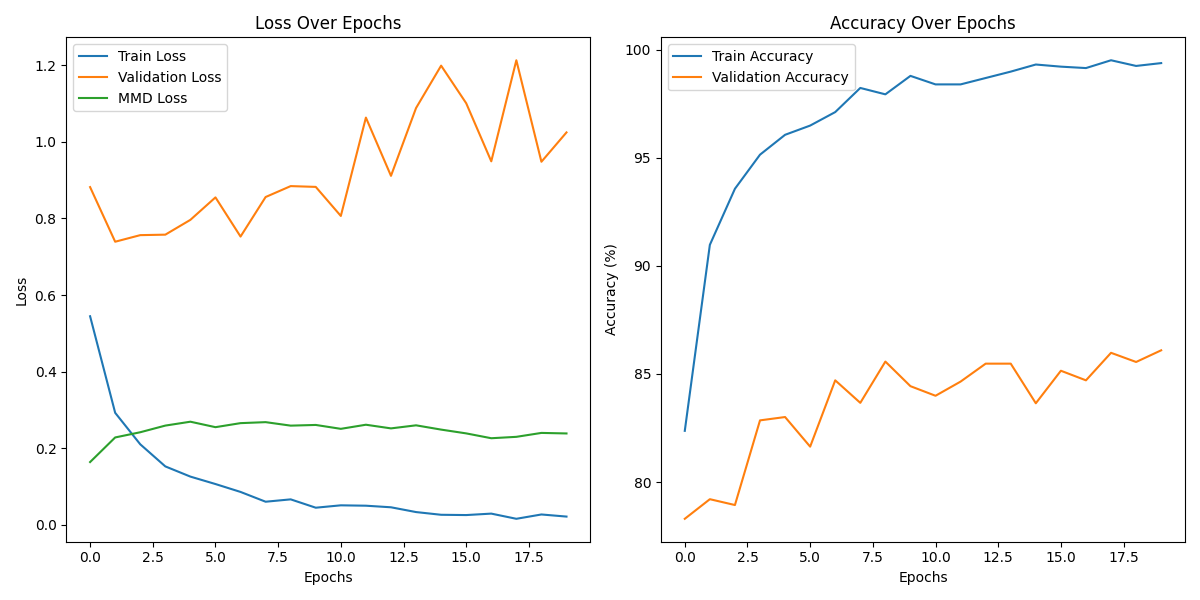 Loss Over Epochs
Train Loss
Validation Loss
MMD Loss
1.2
1.0
0.8
0.6
0.4
0.2
0.0
Loss
0.0 2.5 5.0 7.5 10.0 12.5 15.0 17.5
Epochs
Accuracy Over Epochs
Train Accuracy
Validation Accuracy
100
95
90
85
80
Accuracy (%)
0.0 2.5 5.0 7.5 10.0 12.5 15.0 17.5
Epochs